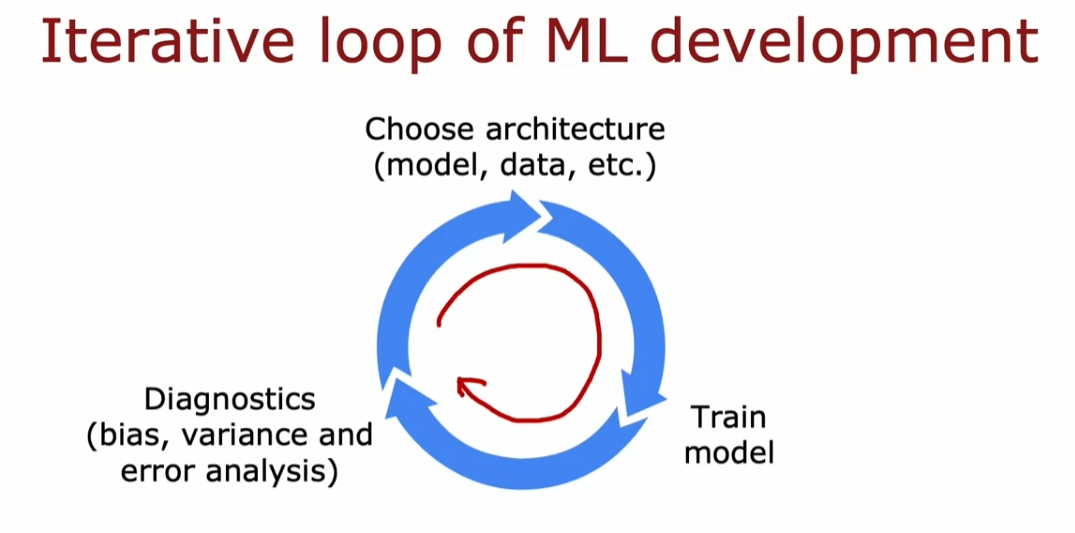 Iterative loop of ML development
Choose architecture
(model, data, etc.)
Diagnostics
(bias, variance and
error analysis)
Train
model